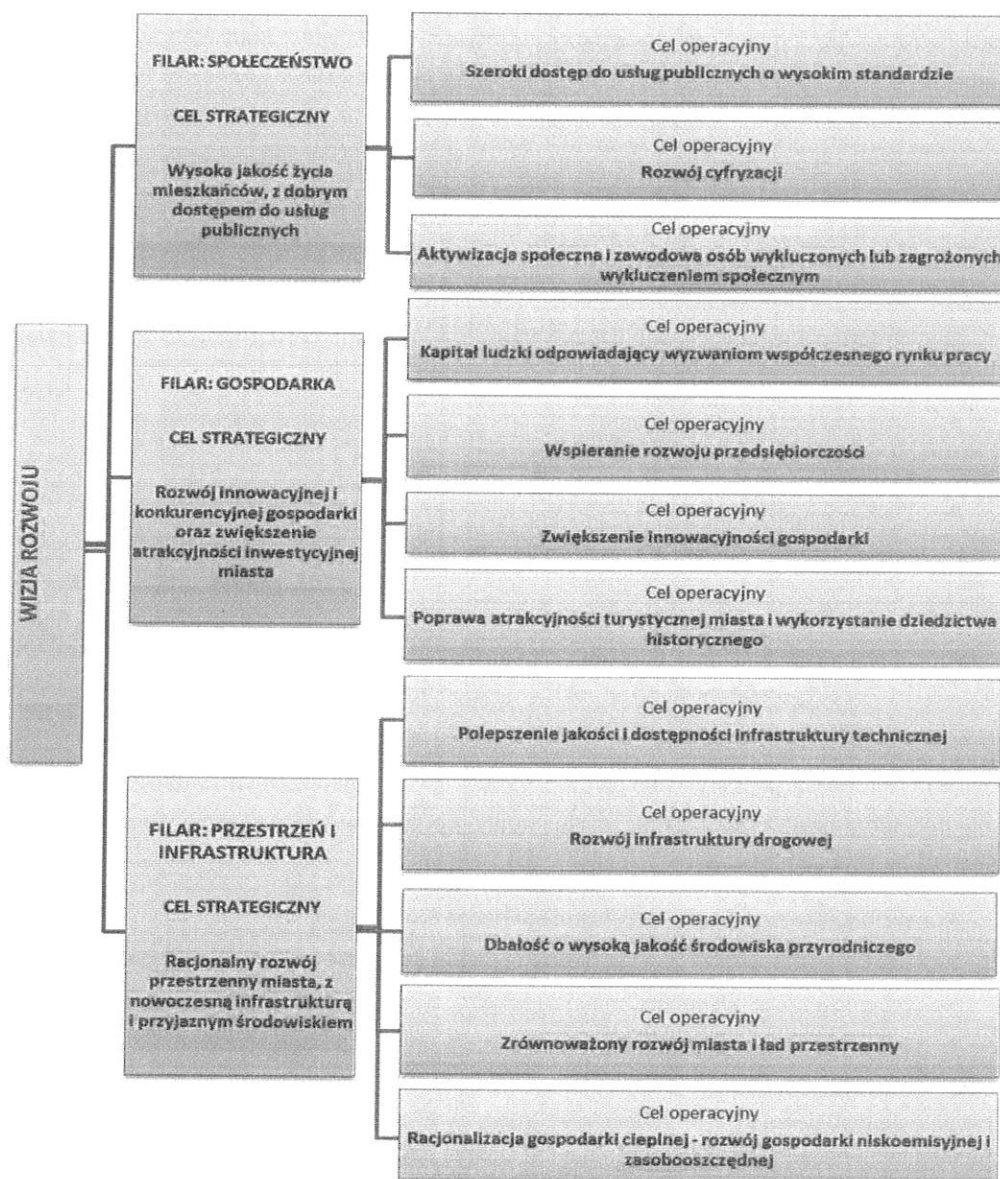 WIZJA ROZWOJU
FILAR: SPOŁECZEŃSTWO
CEL STRATEGICZNY
Wysoka jakość życia
mieszkańców, z dobrym
dostępem do usług
publicznych
Cel operacyjny
Szeroki dostęp do usług publicznych o wysokim standardzie
Cel operacyjny
Rozwój cyfryzacji
Cel operacyjny
Aktywizacja społeczna i zawodowa osób wykluczonych lub zagrożonych
wykluczeniem społecznym
FILAR: GOSPODARKA
CEL STRATEGICZNY
Rozwój innowacyjnej i
konkurencyjnej gospodarki
oraz zwiększenie
atrakcyjności inwestycyjnej
miasta
Cel operacyjny
Kapitał ludzki odpowiadający wyzwaniom współczesnego rynku pracy
Cel operacyjny
Wspieranie rozwoju przedsiębiorczości
Cel operacyjny
Zwiększenie innowacyjności gospodarki
Cel operacyjny
Poprawa atrakcyjności turystycznej miasta i wykorzystanie dziedzictwa
historycznego
FILAR: PRZESTRZEŃ I
INFRASTRUKTURA
CEL STRATEGICZNY
Racjonalny rozwój
przestrzenny miasta, z
nowoczesną infrastrukturą
i przyjaznym środowiskiem
Cel operacyjny
Polepszenie jakości i dostępności infrastruktury technicznej
Cel operacyjny
Rozwój infrastruktury drogowej
Cel operacyjny
Dbałość o wysoką jakość środowiska przyrodniczego
Cel operacyjny
Zrównoważony rozwój miasta i ład przestrzenny
Cel operacyjny
Racjonalizacja gospodarki cieplnej - rozwój gospodarki niskoemisyjnej i
zasobooszczędnej